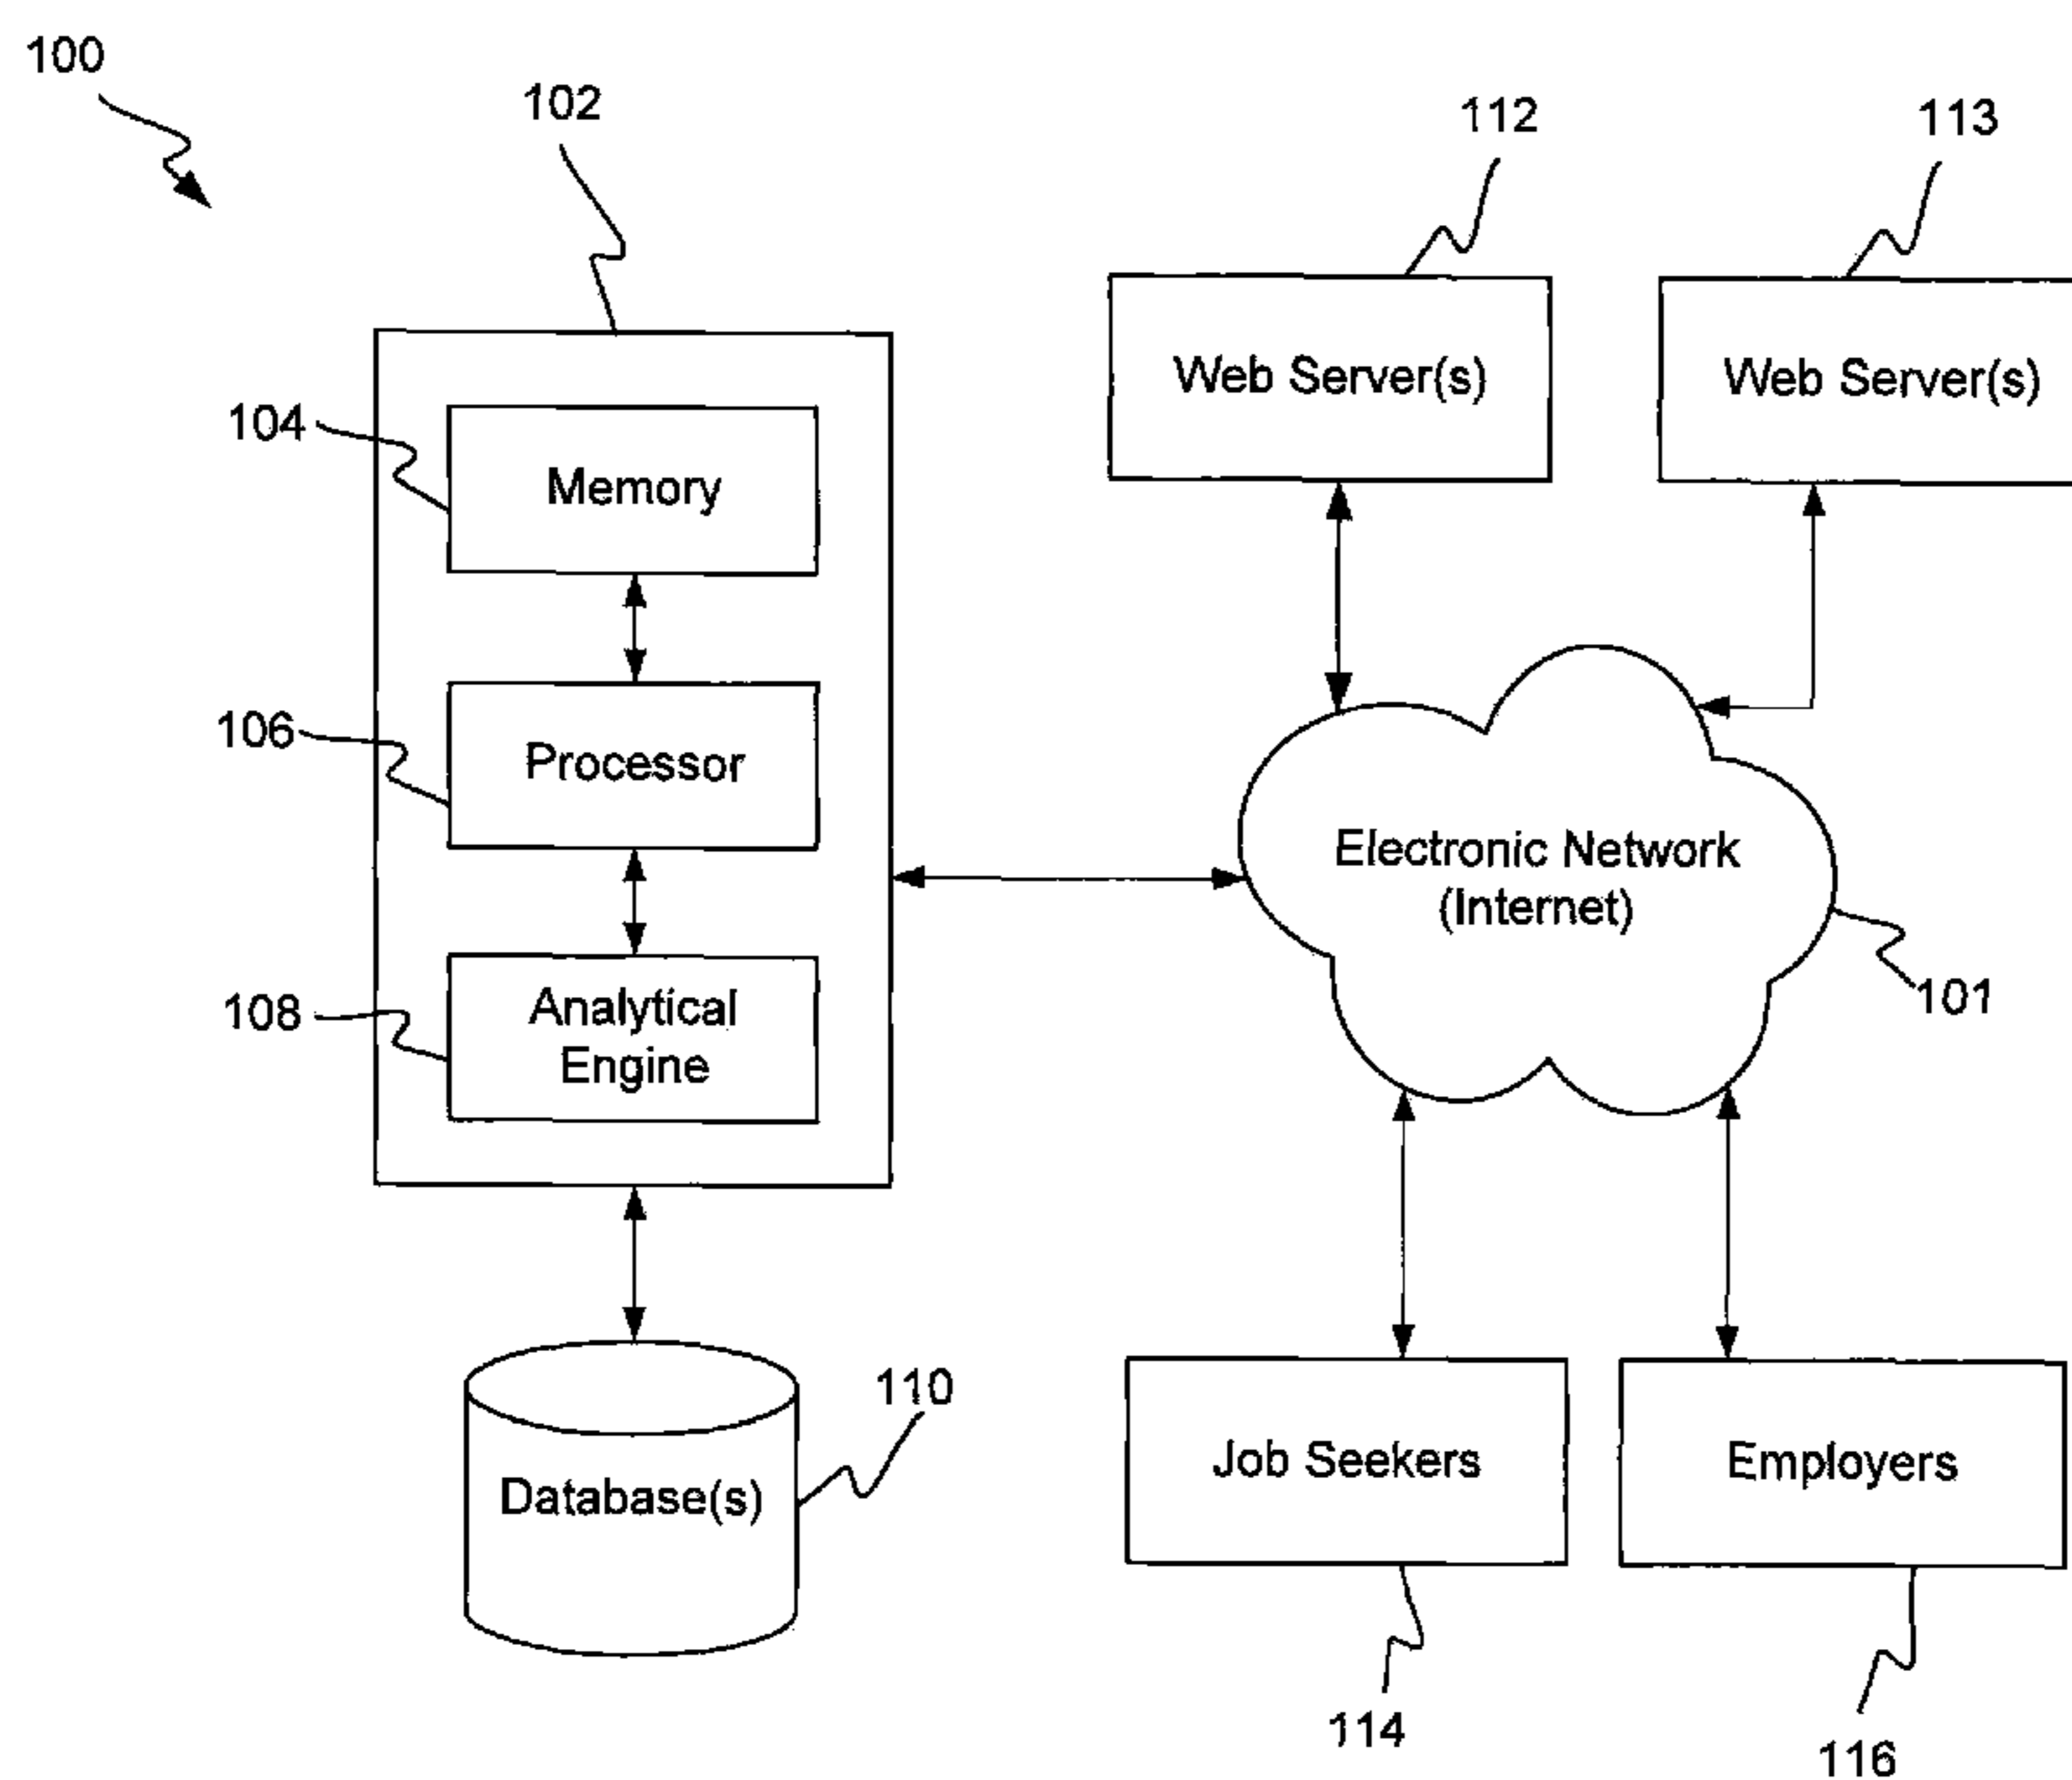 100
102
112
113
Web Server(s)
Web Server(s)
104
Memory
106
Processor
Electronic Network
(Internet)
101
108
Analytical
Engine
110
Database(s)
Job Seekers
Employers
114
116